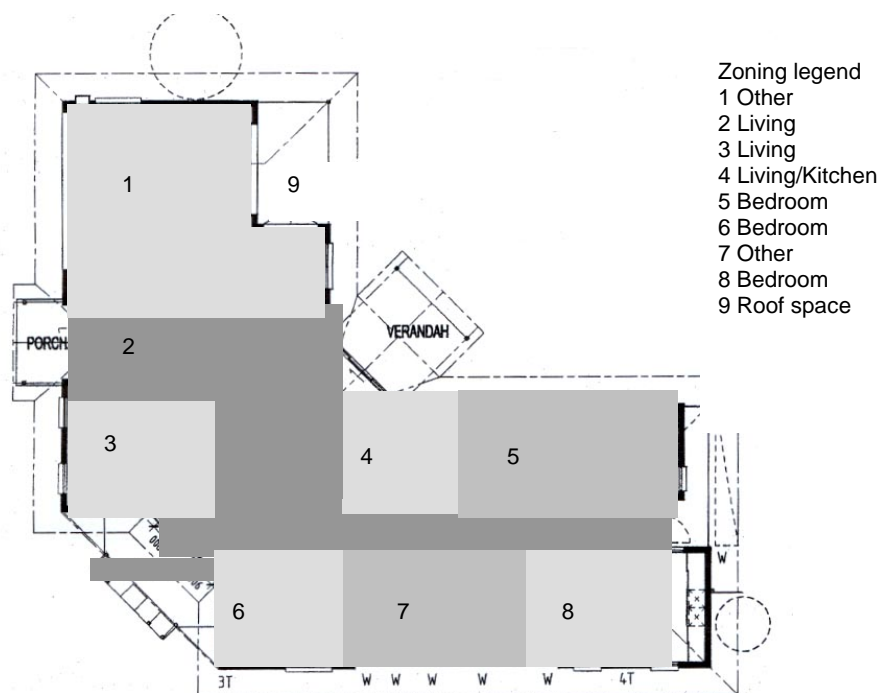 Zoning legend
1 Other
2 Living
3 Living
4 Living/Kitchen
5 Bedroom
6 Bedroom
7 Other
8 Bedroom
9 Roof space
1
9
PORCH
2
VERANDAH
3
4
5
W
6
7
8
3T
W W W W W
4T